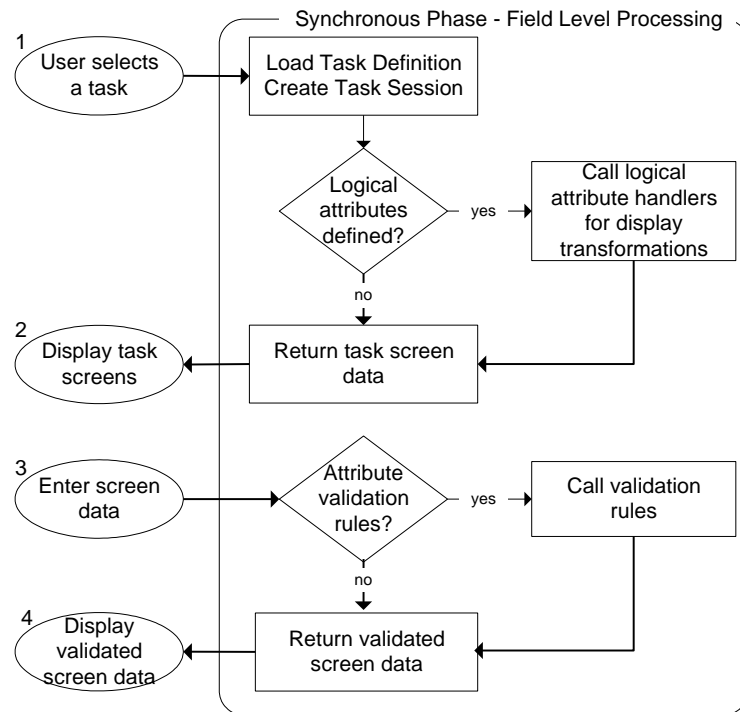 Synchronous Phase - Field Level Processing
1
User selects
a task
Load Task Definition
Create Task Session
Logical
attributes
defined?
yes
Call logical
attribute handlers
for display
transformations
no
2
Display task
screens
Return task screen
data
3
Enter screen
data
Attribute
validation
rules?
yes
Call validation
rules
no
4
Display
validated
screen data
Return validated
screen data